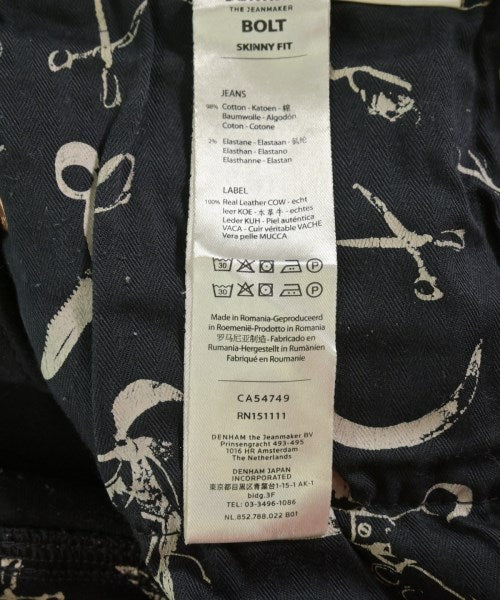 THE JEANMAKER
BOLT
SKINNY FIT
JEANS
98% Cotton - Katoen - 綿
Baumwolle - Algodón
Coton - Cotone
2% Elastane - Elastaan - 氨纶
Elasthan - Elastano
Elasthanne - Elastan
LABEL
100% Real Leather COW - echt
leer KOE - 水革牛 - echtes
Leder KUH - Piel auténtica
VACA - Cuir véritable VACHE
Vera pelle MUCCA
30 P
30 P
Made in Romania-Geproduceerd
in Roemenië-Prodotto in Romania
罗马尼亚制造- Fabricado en
Rumania-Hergestellt in Rumänien
Fabriqué en Roumanie
CA54749
RN151111
DENHAM the Jeanmaker BV
Prinsengracht 493-495
1016 HR Amsterdam
The Netherlands
DENHAM JAPAN
INCORPORATED
東京都目黒区青葉台1-15-1 AK-1
bldg.3F
TEL: 03-3496-1086
NL.852.788.022 B01